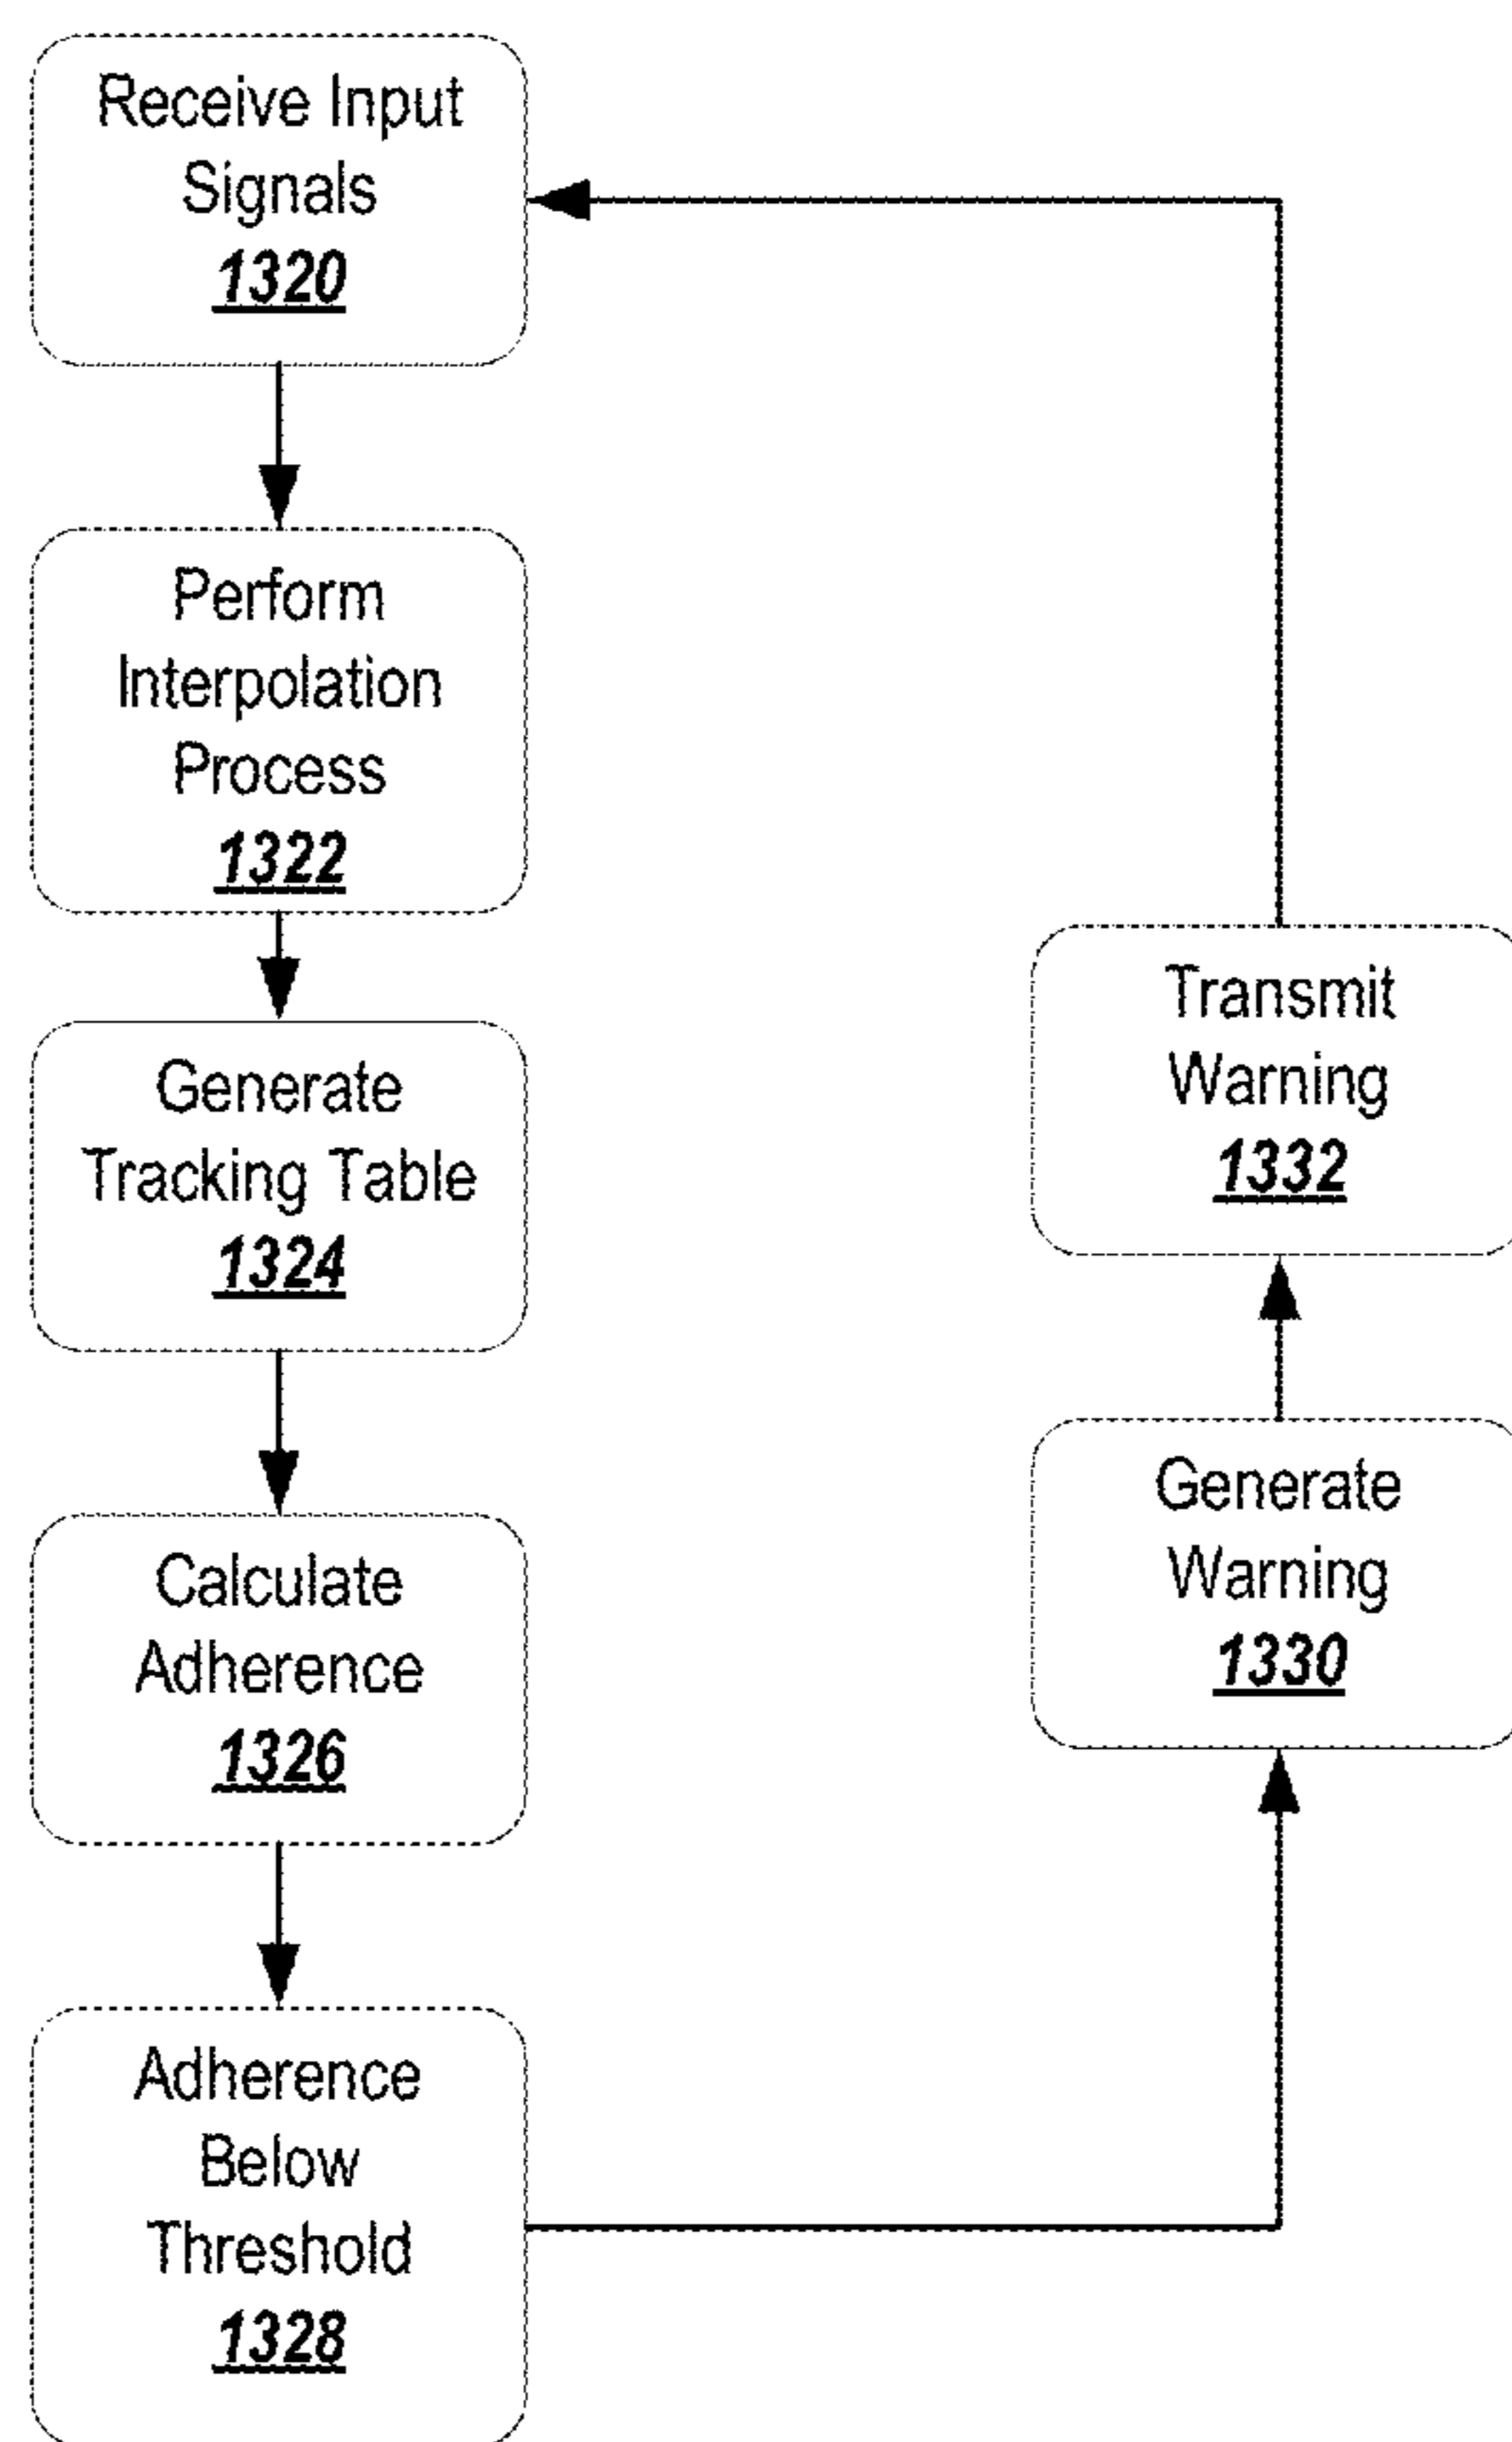 Receive Input
Signals
1320
Perform
Interpolation
Process
1322
Generate
Tracking Table
1324
Calculate
Adherence
1326
Adherence
Below
Threshold
1328
Transmit
Warning
1332
Generate
Warning
1330